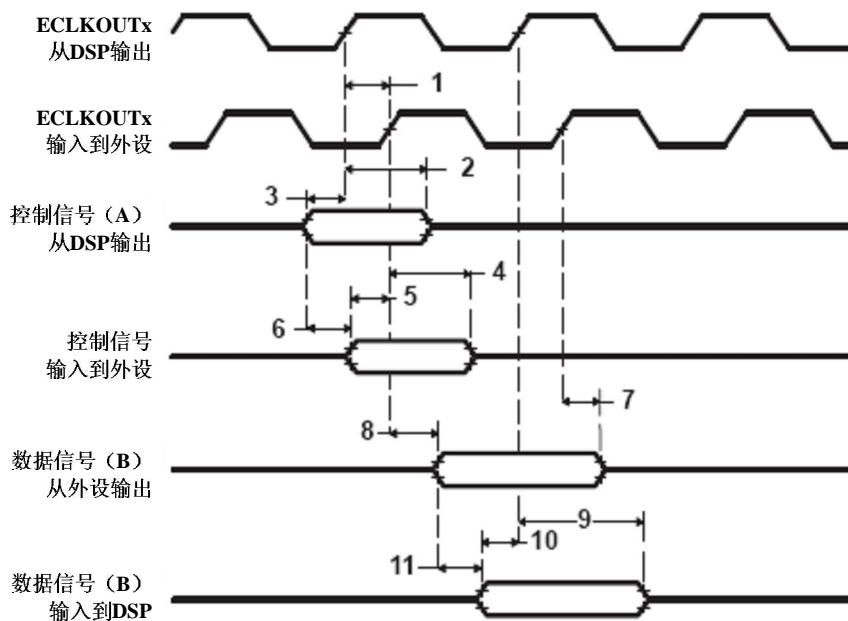 ECLKOUTx
从DSP输出
1
ECLKOUTx
输入到外设
2
3
控制信号（A）
从DSP输出
4
5
6
控制信号
输入到外设
7
8
数据信号（B）
从外设输出
9
10
11
数据信号（B）
输入到DSP